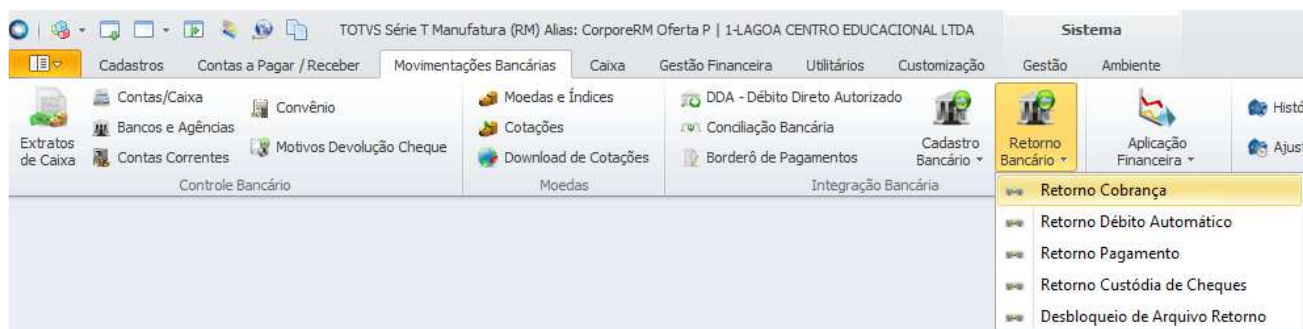 TOTVS Série T Manufatura (RM) Alias: CorporeRM Oferta P | 1-LAGOA CENTRO EDUCACIONAL LTDA Sistema
Cadastros Contas a Pagar / Receber Movimentações Bancárias Caixa Gestão Financeira Utilitários Customização Gestão Ambiente
Extratos de Caixa
Contas/Caixa
Bancos e Agências
Contas Correntes
Convênio
Motivos Devolução Cheque
Controle Bancário
Moedas e Índices
Cotações
Download de Cotações
Moedas
DDA - Débito Direto Autorizado
Conciliação Bancária
Borderô de Pagamentos
Cadastro Bancário
Integração Bancária
Retorno Bancário
Aplicação Financeira
Histó
Ajus
Retorno Cobrança
Retorno Débito Automático
Retorno Pagamento
Retorno Custódia de Cheques
Desbloqueio de Arquivo Retorno